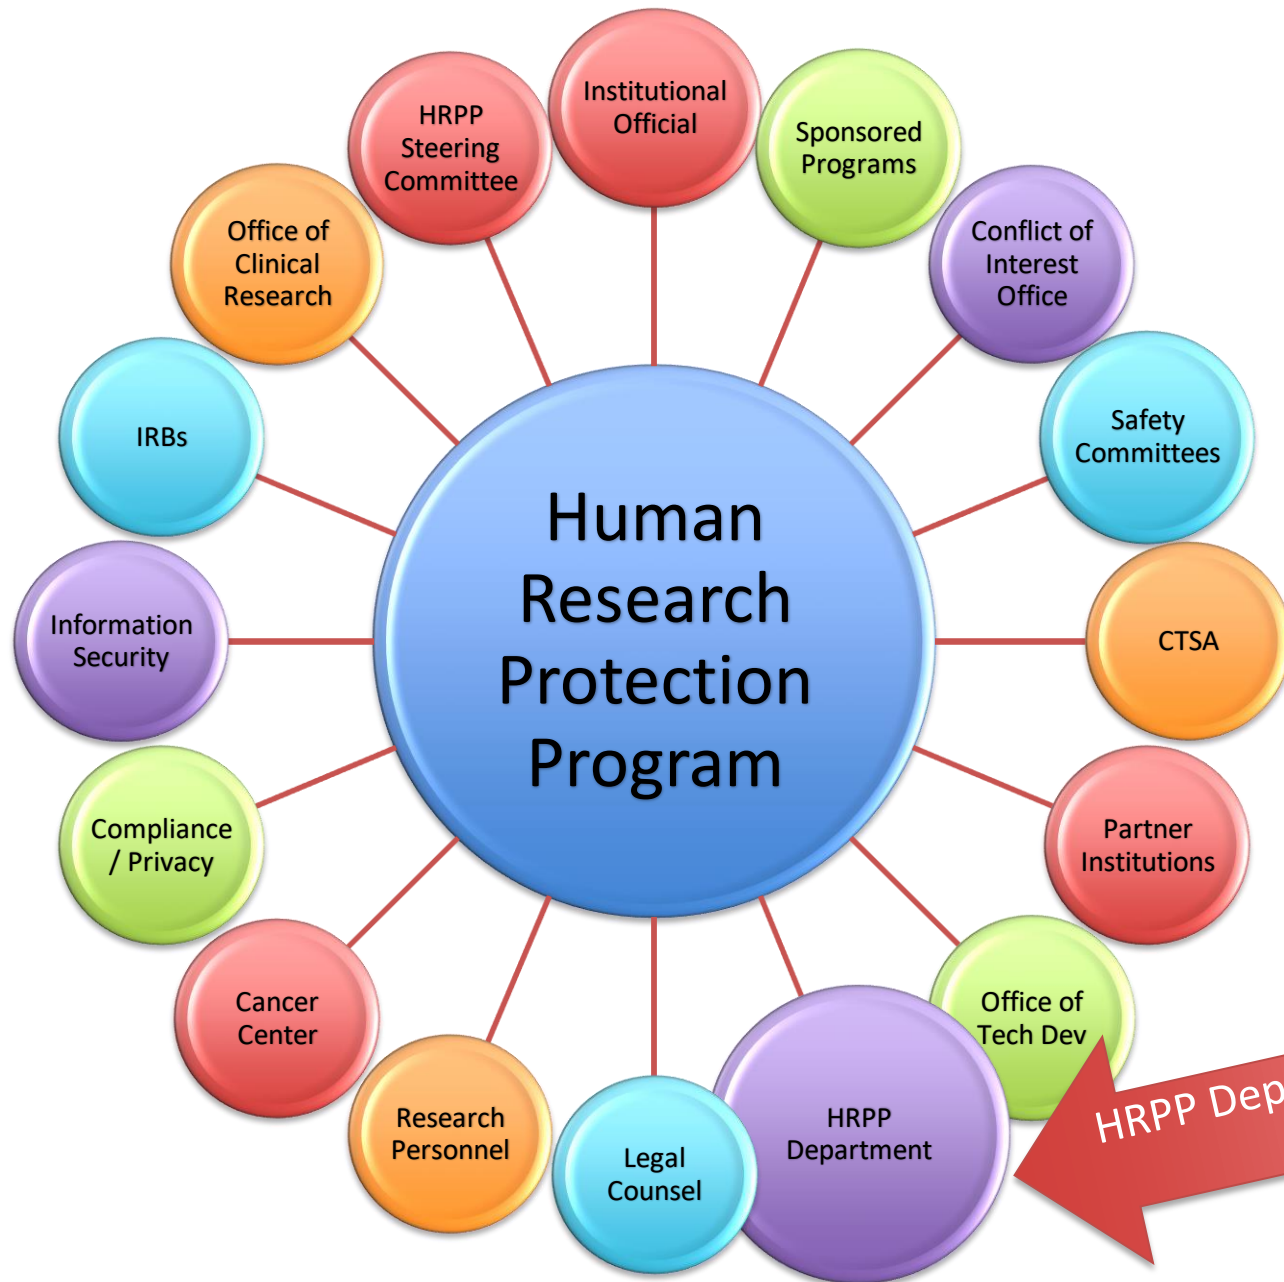 Institutional
Official
Sponsored
Programs
Conflict of
Interest
Office
Safety
Committees
CTSA
Partner
Institutions
Office of
Tech Dev
HRPP
Department
Legal
Counsel
Research
Personnel
Cancer
Center
Compliance
/ Privacy
Information
Security
IRBs
Office of
Clinical
Research
HRPP
Steering
Committee
Human
Research
Protection
Program
HRPP Dep